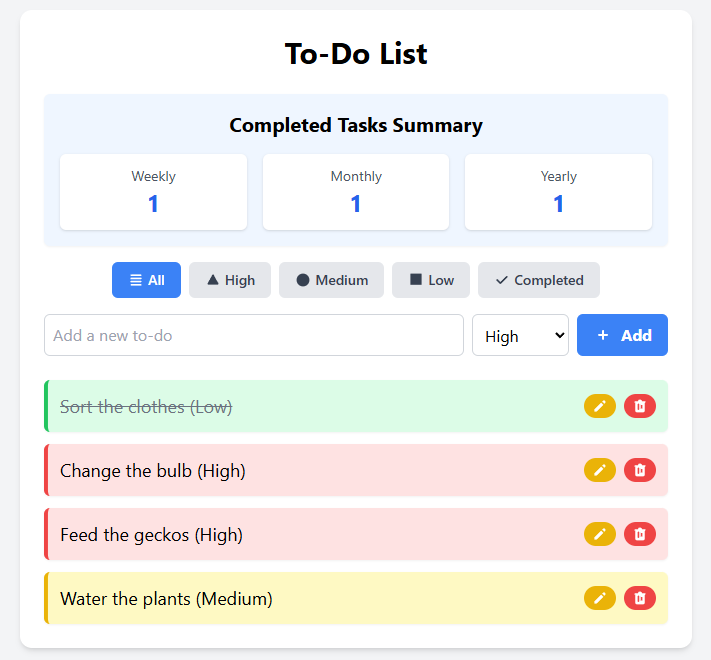 To-Do List
Completed Tasks Summary
Weekly Monthly Yearly
1 1 1
All High Medium Low Completed
Add a new to-do High + Add
Sort the clothes (Low)
Change the bulb (High)
Feed the geckos (High)
Water the plants (Medium)